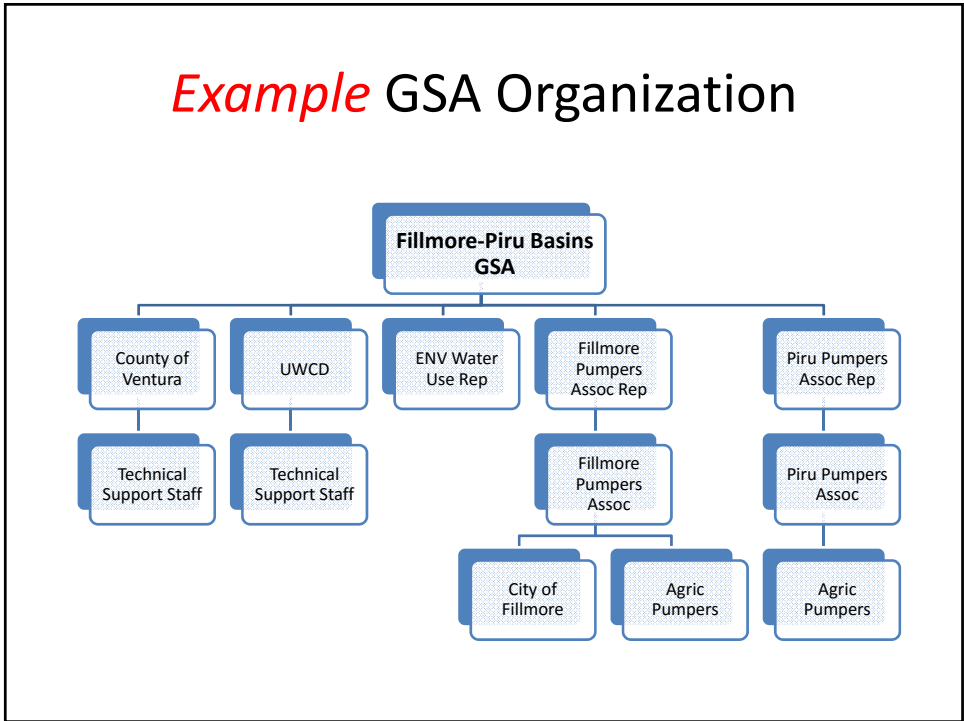 Example GSA Organization
Fillmore-Piru Basins
GSA
County of
Ventura
UWCD
ENV Water
Use Rep
Fillmore
Pumpers
Assoc Rep
Piru Pumpers
Assoc Rep
Technical
Support Staff
Technical
Support Staff
Fillmore
Pumpers
Assoc
Piru Pumpers
Assoc
City of
Fillmore
Agric
Pumpers
Agric
Pumpers